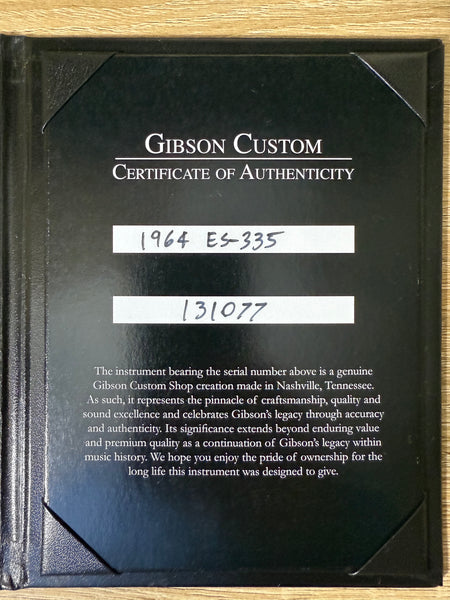 GIBSON CUSTOM
CERTIFICATE OF AUTHENTICITY
1964 ES-335
131077
The instrument bearing the serial number above is a genuine
Gibson Custom Shop creation made in Nashville, Tennessee.
As such, it represents the pinnacle of craftsmanship, quality and
sound excellence and celebrates Gibson's legacy through accuracy
and authenticity. Its significance extends beyond enduring value
and premium quality as a continuation of Gibson's legacy within
music history. We hope you enjoy the pride of ownership for the
long life this instrument was designed to give.